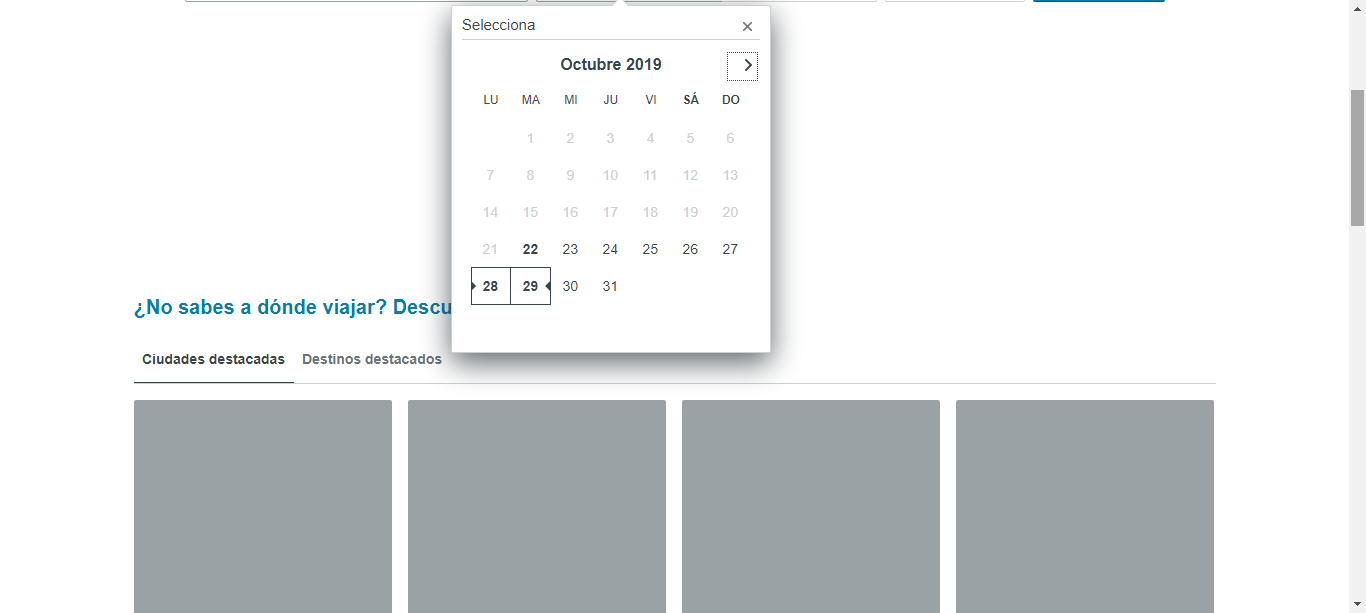 Selecciona
Octubre 2019
LU MA MI JU VI SÁ DO
1 2 3 4 5 6
7 8 9 10 11 12 13
14 15 16 17 18 19 20
21 22 23 24 25 26 27
28 29 30 31
¿No sabes a dónde viajar? Descu
Ciudades destacadas Destinos destacados